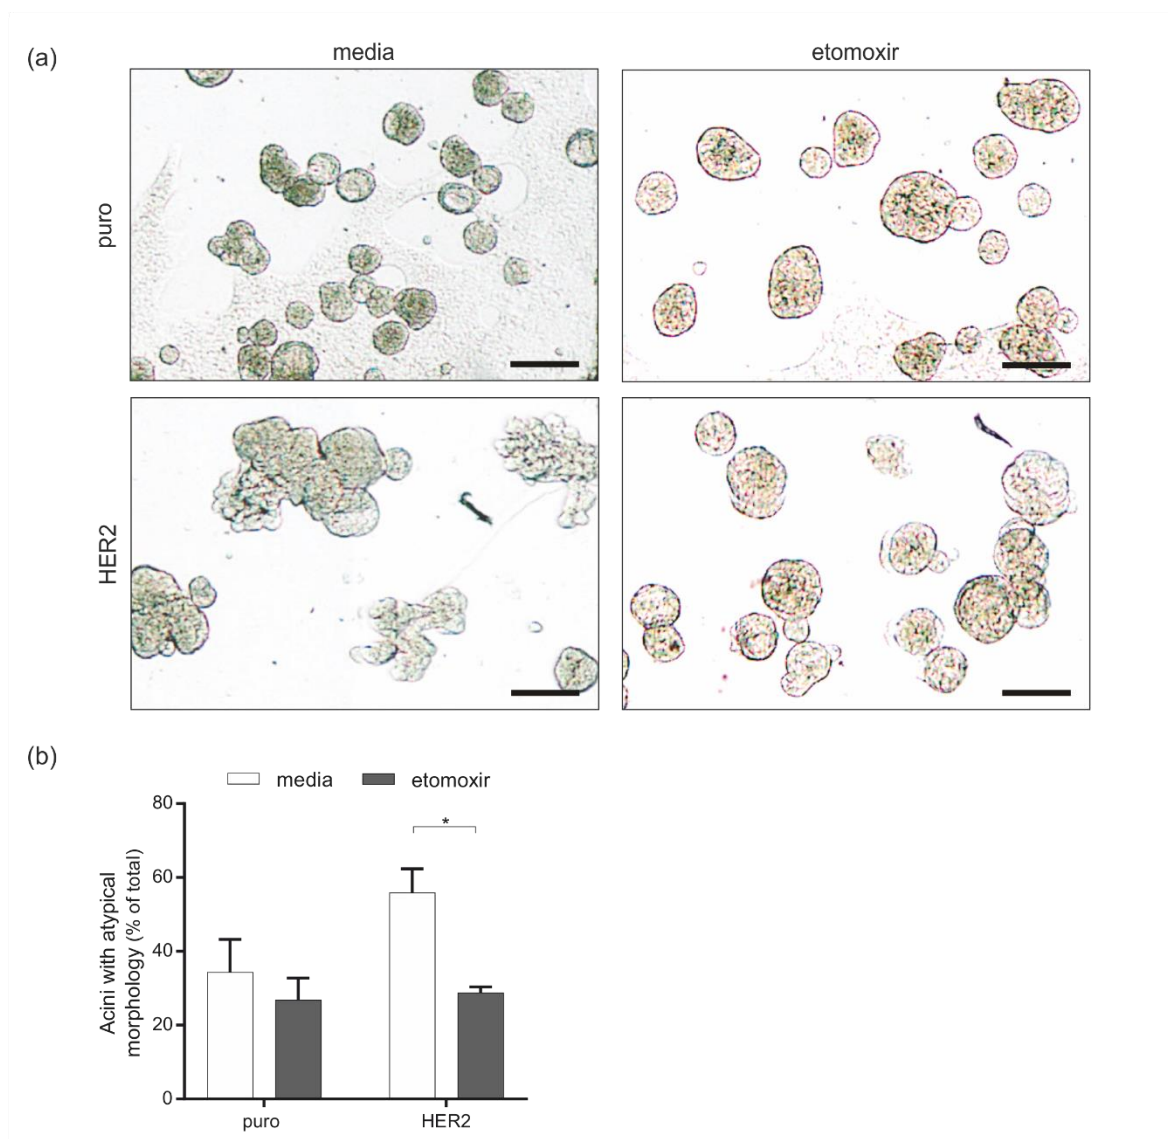 (a)
media
etomoxir
puro
HER2
(b)
media
etomoxir
Acini with atypical
morphology (% of total)
80
60
40
20
0
*
puro
HER2